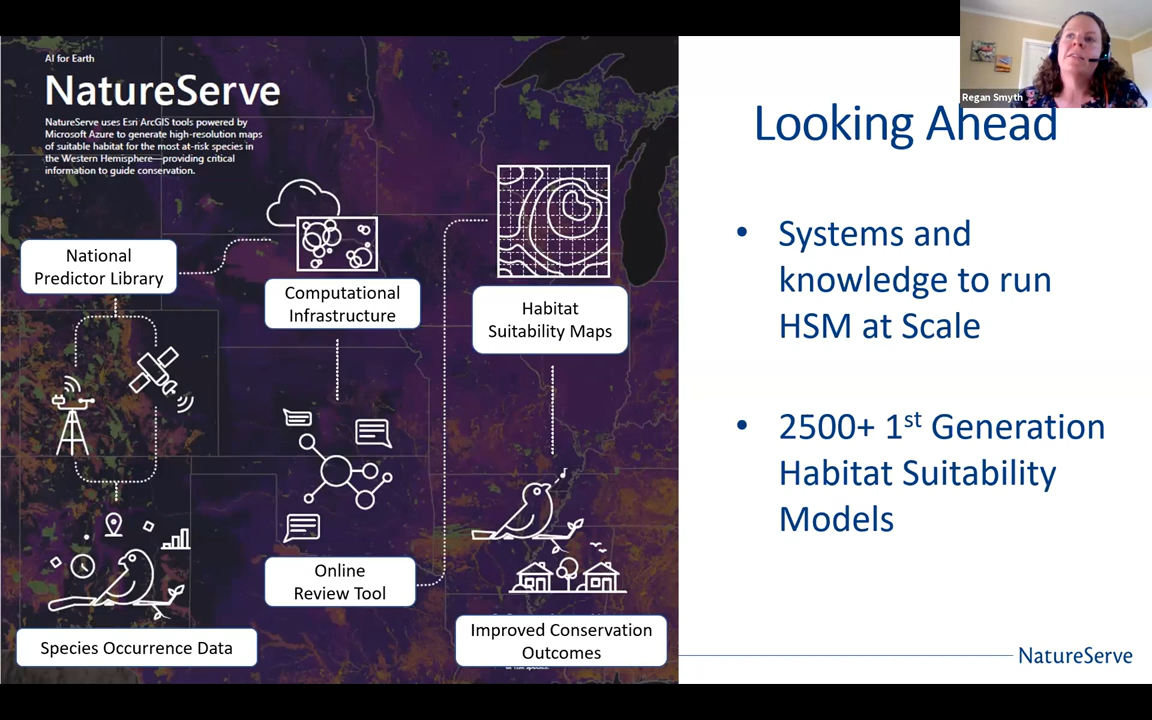 AI for Earth
NatureServe
NatureServe uses Esri ArcGIS tools powered by
Microsoft Azure to generate high-resolution maps
of suitable habitat for the most at-risk species in
the Western Hemisphere—providing critical
information to guide conservation.
National
Predictor Library
Computational
Infrastructure
Habitat
Suitability Maps
Online
Review Tool
Species Occurrence Data
Improved Conservation
Outcomes
Regan Smyth
Looking Ahead
• Systems and
knowledge to run
HSM at Scale
• 2500+ 1st Generation
Habitat Suitability
Models
NatureServe